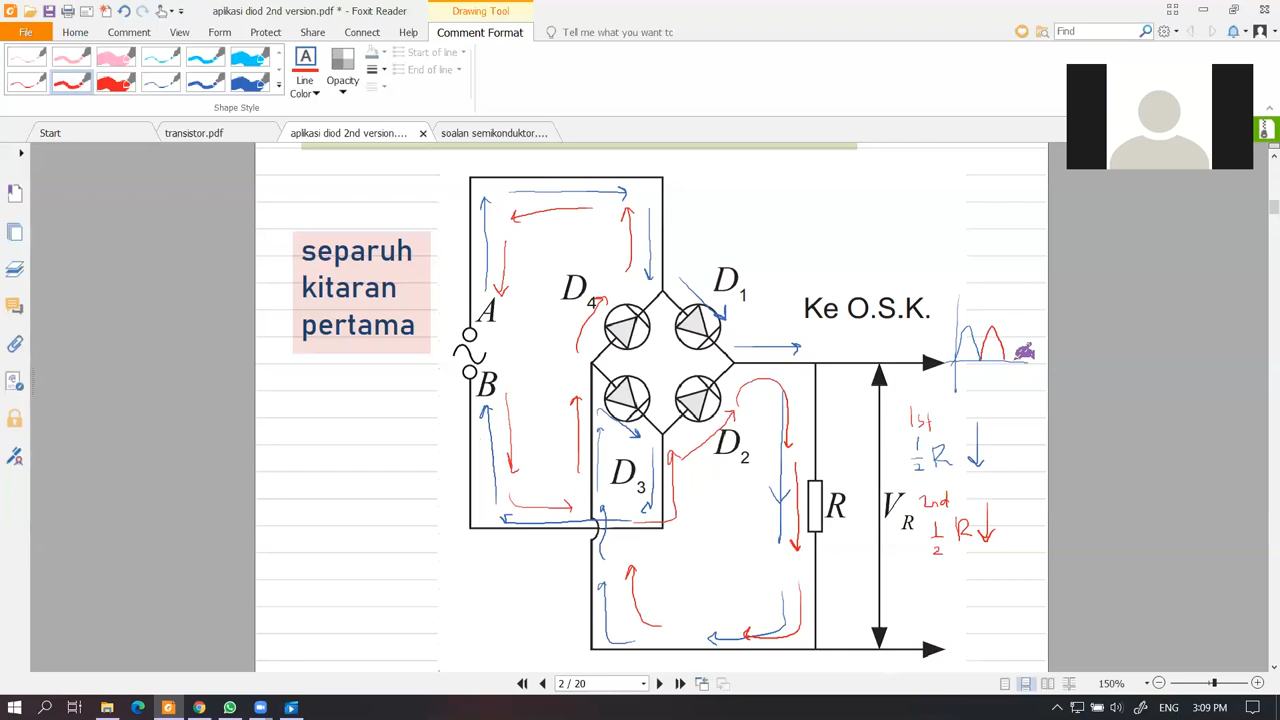 aplikasi diod 2nd version.pdf * - Foxit Reader
Drawing Tool
File
Home
Comment
View
Form
Protect
Share
Connect
Help
Comment Format
Tell me what you want tc
Find
Line
Color
Opacity
Start of line
End of line
Shape Style
Start
transistor.pdf
aplikasi diod 2nd version....
soalan semikonduktor....
separuh
kitaran
pertama
A
B
D4
D1
D3
D2
Ke O.S.K.
R
VR
1st
1/2 R ↓
2nd
1/2 R ↓
2 / 20
150%
ENG
3:09 PM